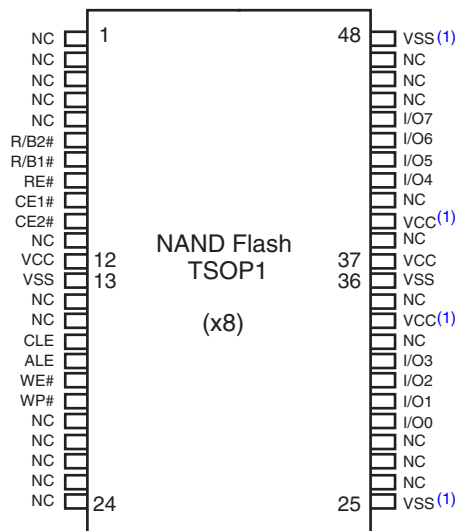 NC 1 48 VSS(1)
NC NC
NC NC
NC NC
NC I/O7
R/B2# I/O6
R/B1# I/O5
RE# I/O4
CE1# NC
CE2# VCC(1)
NC NC
VCC 12 37 VCC
VSS 13 36 VSS
NAND Flash
TSOP1
(x8)
NC NC
NC VCC(1)
CLE NC
ALE I/O3
WE# I/O2
WP# I/O1
NC I/O0
NC NC
NC NC
NC NC
NC 24 25 VSS(1)